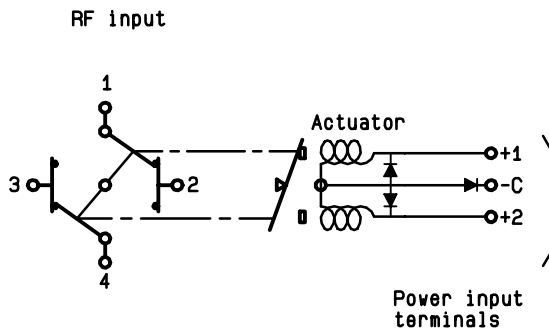 RF input
1
Actuator
+1
3
2
-C
+2
4
Power input
terminals